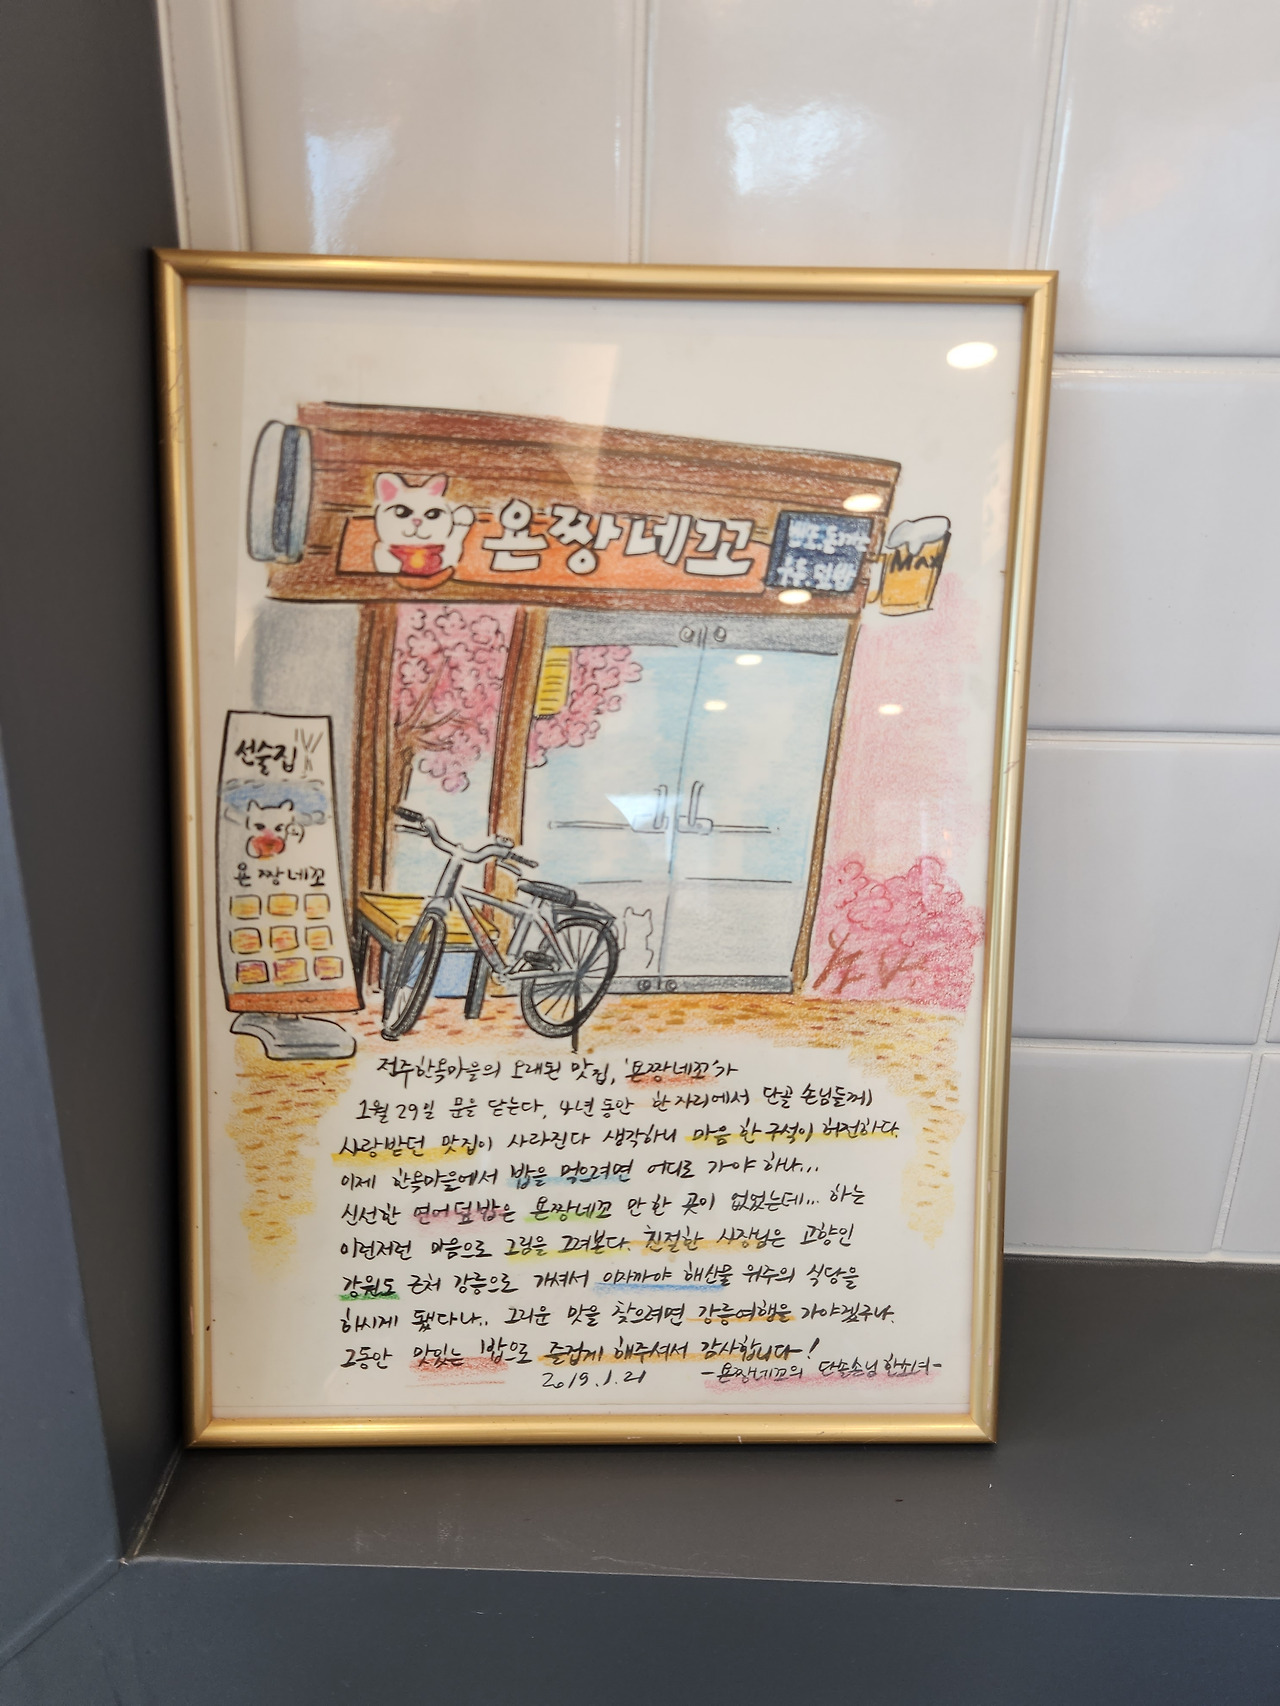 욘짱네꼬
Max
선술집
욘짱네꼬
전주한옥마을의 오래된 맛집, '욘짱네꼬'가
1월 29일 문을 닫는다. 4년 동안 한 자리에서 단골 손님들께
사랑받던 맛집이 사라진다 생각하니 마음 한 구석이 허전하다.
이제 한옥마을에서 밥을 먹으려면 어디로 가야 하나...
신선한 연어덮밥은 욘짱네꼬 만 한 곳이 없었는데... 하는
이런저런 마음으로 그림을 그려본다. 친절한 사장님은 고향인
강원도 근처 강릉으로 가셔서 이자까야 해산물 위주의 식당을
하시게 됐다나.. 그리운 맛을 찾으려면 강릉여행을 가야겠구나.
그동안 맛있는 밥으로 즐겁게 해주셔서 감사합니다!
2019.1.21 -욘짱네꼬의 단골손님 한소녀-